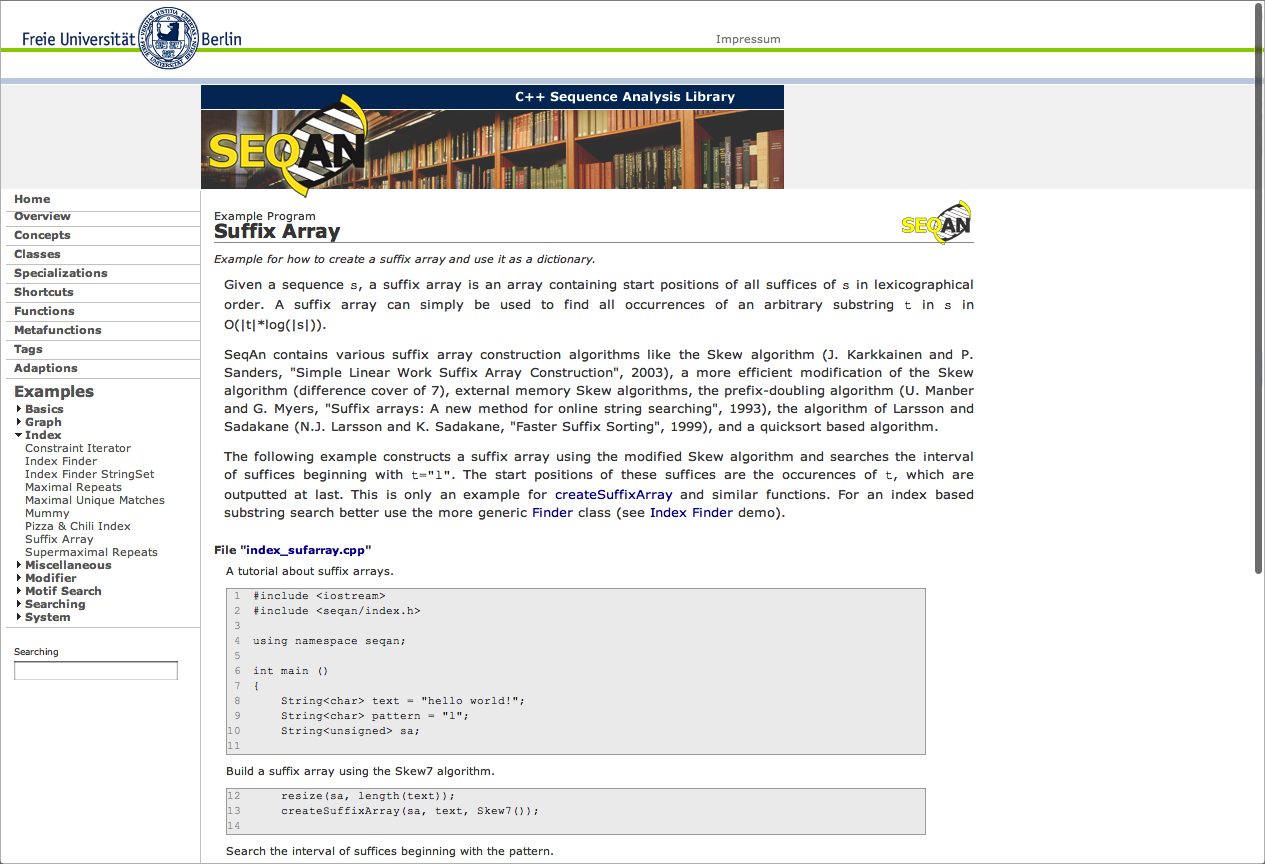 Freie Universität Berlin
Impressum
C++ Sequence Analysis Library
SEQAN
Home
Overview
Concepts
Classes
Specializations
Shortcuts
Functions
Metafunctions
Tags
Adaptions
Examples
Basics
Graph
Index
Constraint Iterator
Index Finder
Index Finder StringSet
Maximal Repeats
Maximal Unique Matches
Mummy
Pizza & Chili Index
Suffix Array
Supermaximal Repeats
Miscellaneous
Modifier
Motif Search
Searching
System
Searching
Example Program
Suffix Array
SEQAN
Example for how to create a suffix array and use it as a dictionary.
Given a sequence s, a suffix array is an array containing start positions of all suffices of s in lexicographical
order. A suffix array can simply be used to find all occurrences of an arbitrary substring t in s in
O(|t|*log(|s|)).
SeqAn contains various suffix array construction algorithms like the Skew algorithm (J. Karkkainen and P.
Sanders, "Simple Linear Work Suffix Array Construction", 2003), a more efficient modification of the Skew
algorithm (difference cover of 7), external memory Skew algorithms, the prefix-doubling algorithm (U. Manber
and G. Myers, "Suffix arrays: A new method for online string searching", 1993), the algorithm of Larsson and
Sadakane (N.J. Larsson and K. Sadakane, "Faster Suffix Sorting", 1999), and a quicksort based algorithm.
The following example constructs a suffix array using the modified Skew algorithm and searches the interval
of suffices beginning with t="l". The start positions of these suffices are the occurences of t, which are
outputted at last. This is only an example for createSuffixArray and similar functions. For an index based
substring search better use the more generic Finder class (see Index Finder demo).
File "index_sufarray.cpp"
A tutorial about suffix arrays.
1 #include <iostream>
2 #include <seqan/index.h>
3
4 using namespace seqan;
5
6 int main ()
7 {
8 String<char> text = "hello world!";
9 String<char> pattern = "l";
10 String<unsigned> sa;
11
Build a suffix array using the Skew7 algorithm.
12 resize(sa, length(text));
13 createSuffixArray(sa, text, Skew7());
14
Search the interval of suffices beginning with the pattern.